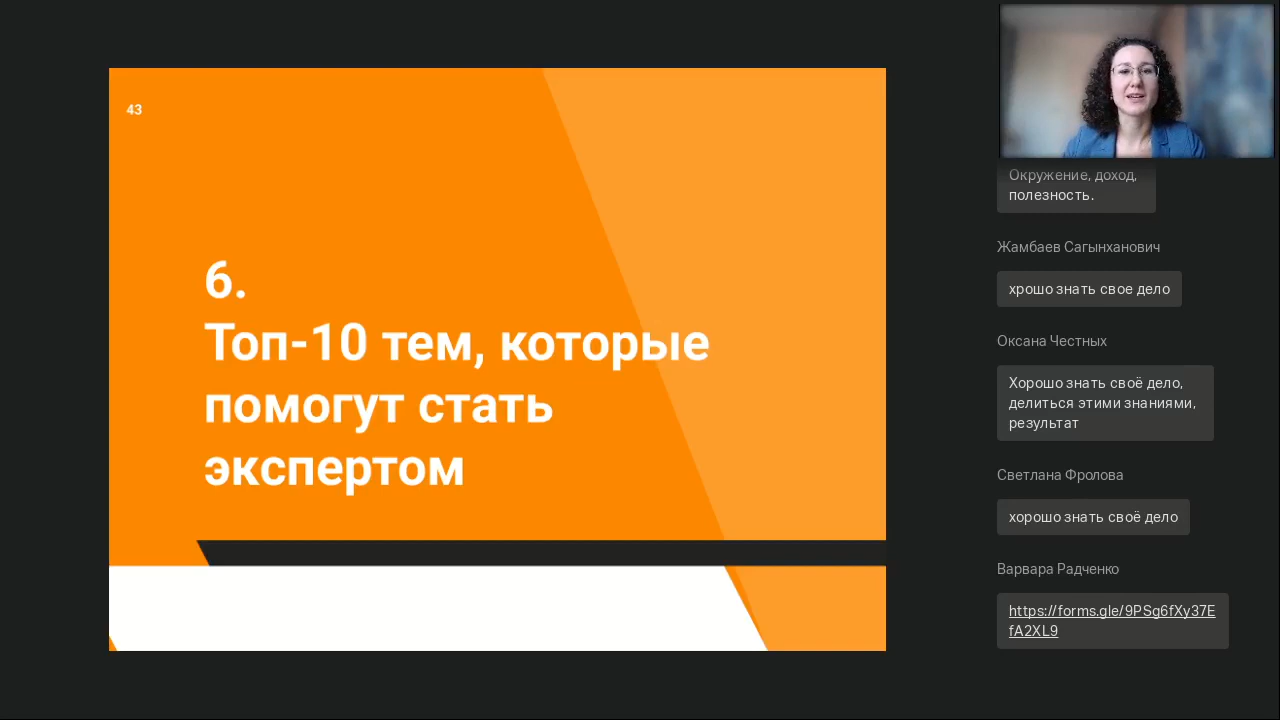 43
6.
Топ-10 тем, которые
помогут стать
экспертом
Окружение, доход,
полезность.
Жамбаев Сагынханович
хрошо знать свое дело
Оксана Честных
Хорошо знать своё дело,
делиться этими знаниями,
результат
Светлана Фролова
хорошо знать своё дело
Варвара Радченко
https://forms.gle/9PSg6fXy37E
fA2XL9